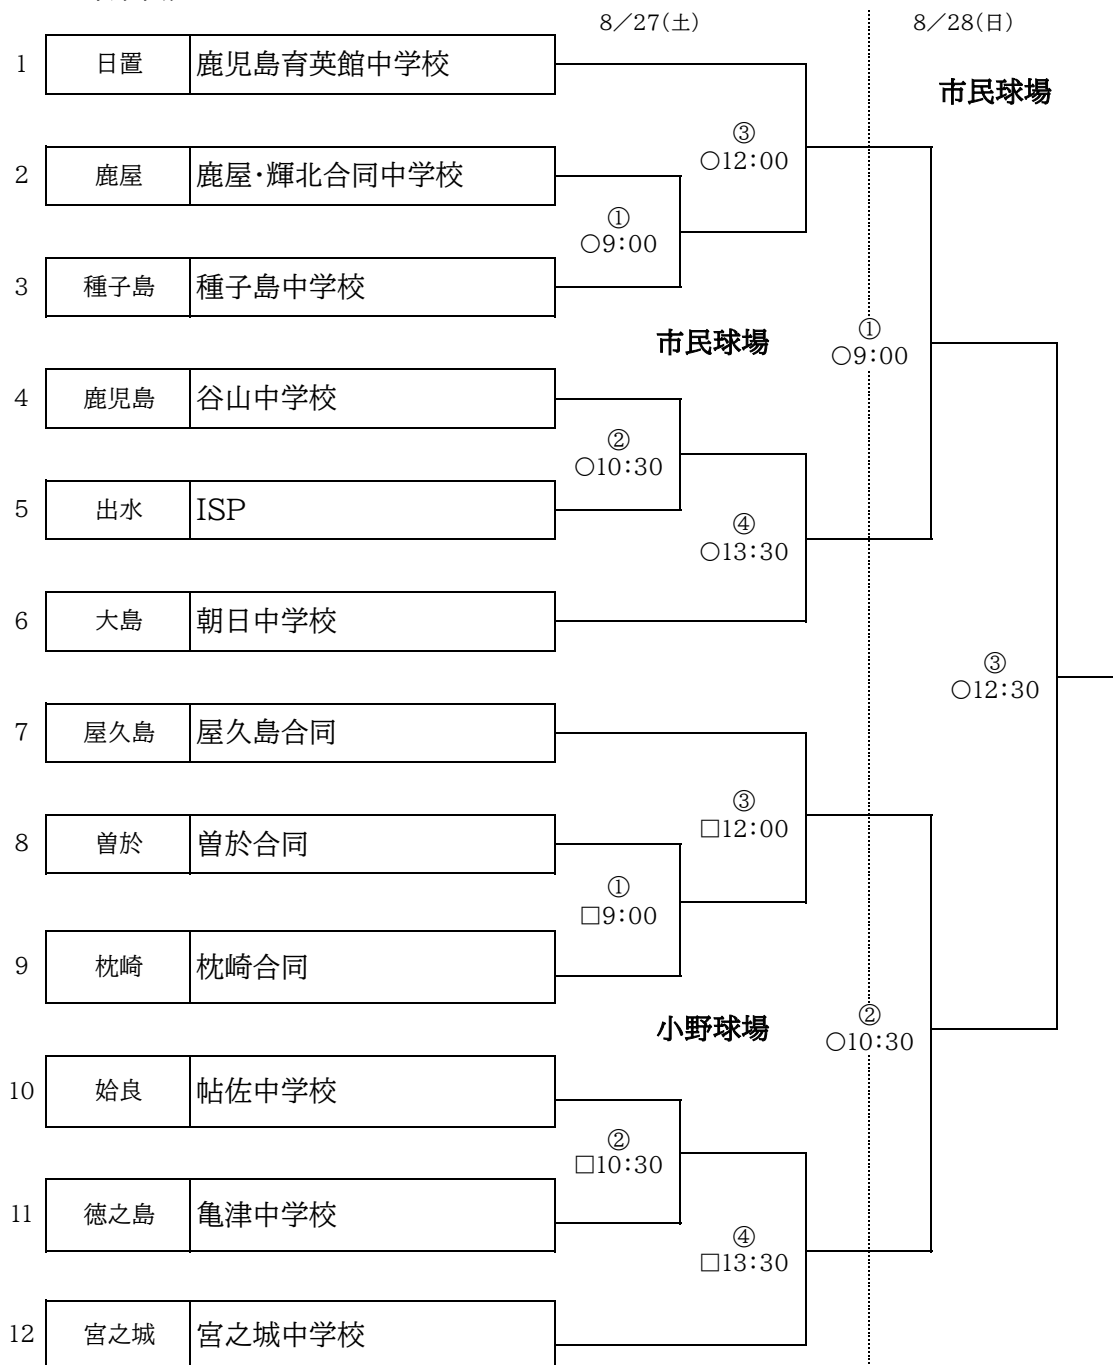 8／27(土)
8／28(日)
1 日置 鹿児島育英館中学校
市民球場
③
○12:00
2 鹿屋 鹿屋・輝北合同中学校
①
○9:00
3 種子島 種子島中学校
市民球場
①
○9:00
4 鹿児島 谷山中学校
②
○10:30
5 出水 ISP
④
○13:30
6 大島 朝日中学校
③
○12:30
7 屋久島 屋久島合同
③
□12:00
8 曽於 曽於合同
①
□9:00
9 枕崎 枕崎合同
小野球場
②
○10:30
10 姶良 帖佐中学校
②
□10:30
11 徳之島 亀津中学校
④
□13:30
12 宮之城 宮之城中学校